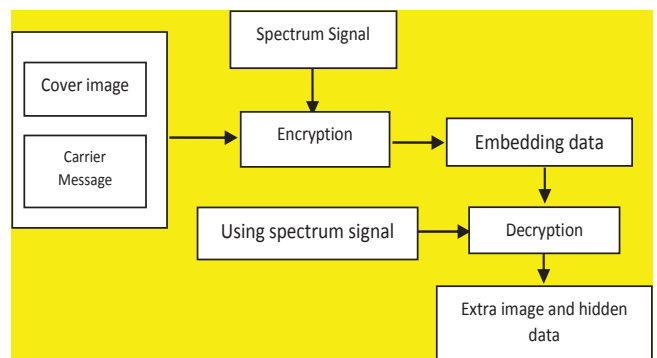 Spectrum Signal
Cover image
Carrier
Message
Encryption
Embedding data
Using spectrum signal
Decryption
Extra image and hidden
data